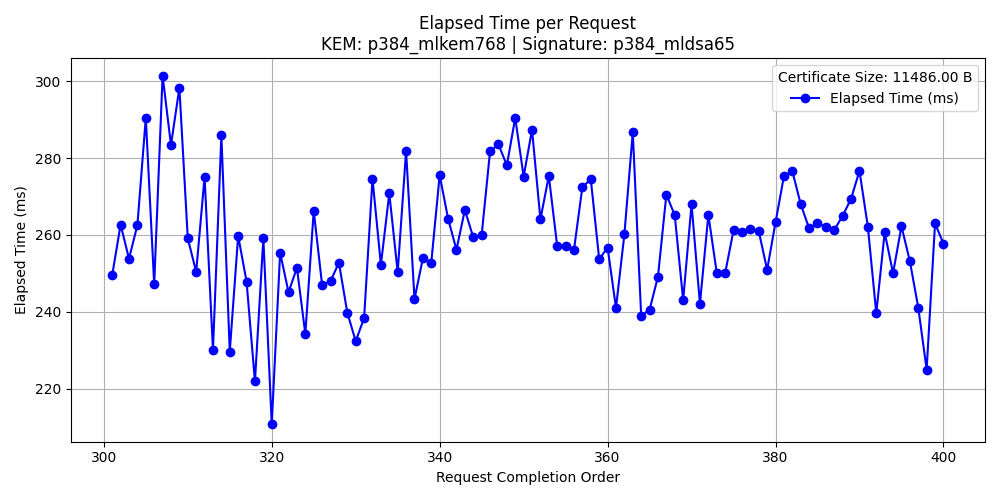 Elapsed Time per Request
KEM: p384_mlkem768 | Signature: p384_mldsa65
Certificate Size: 11486.00 B
Elapsed Time (ms)
Elapsed Time (ms)
300
280
260
240
220
300 320 340 360 380 400
Request Completion Order